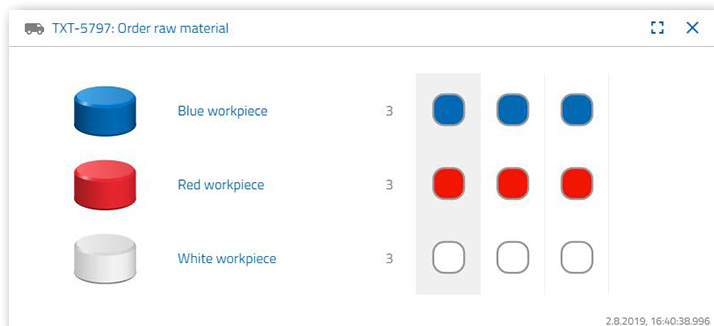 TXT-5797: Order raw material
Blue workpiece 3
Red workpiece 3
White workpiece 3
2.8.2019, 16:40:38.996